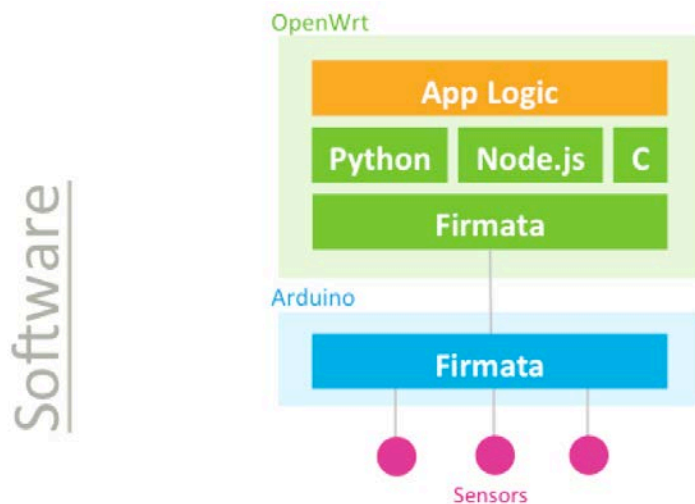 Software
OpenWrt
App Logic
Python Node.js C
Firmata
Arduino
Firmata
Sensors